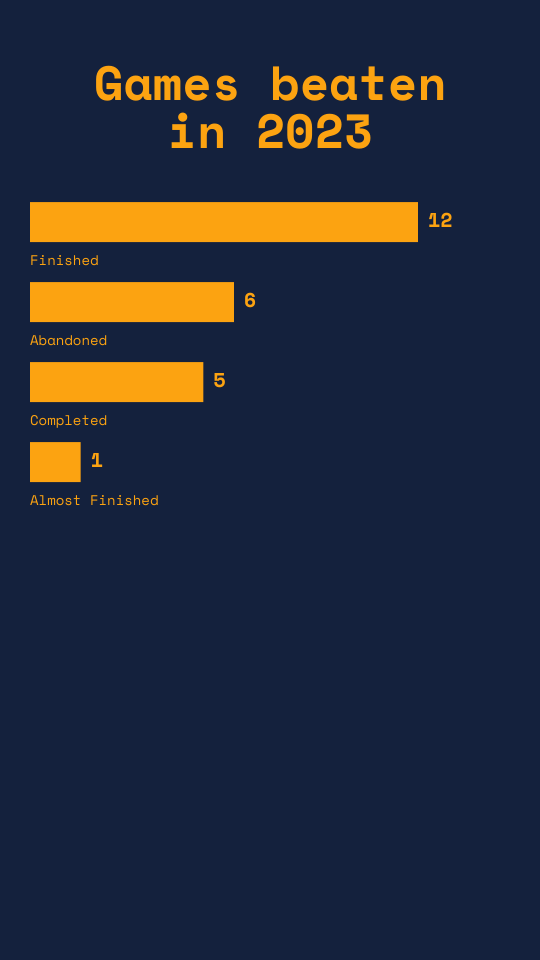 Games beaten
in 2023
12
Finished
6
Abandoned
5
Completed
1
Almost Finished